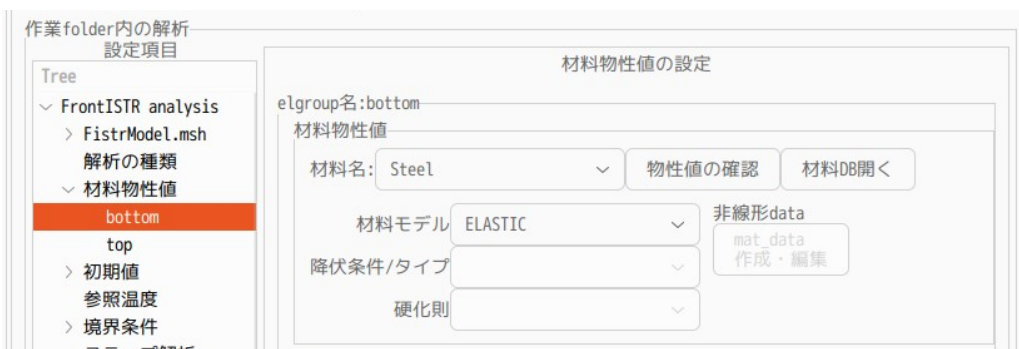 作業folder内の解析
設定項目
Tree
FrontISTR analysis
FistrModel.msh
解析の種類
材料物性値
bottom
top
初期値
参照温度
境界条件
材料物性値の設定
elgroup名:bottom
材料物性値
材料名: Steel 物性値の確認 材料DB開く
材料モデル ELASTIC 非線形data
mat_data
作成・編集
降伏条件/タイプ
硬化則